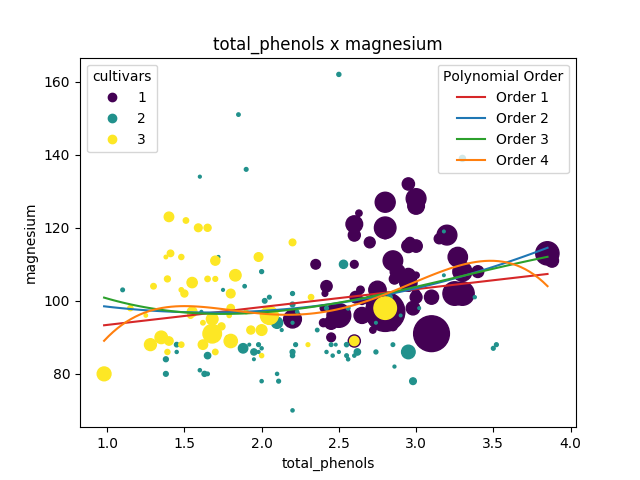 total_phenols x magnesium
cultivars
1
2
3
Polynomial Order
Order 1
Order 2
Order 3
Order 4
magnesium
160
140
120
100
80
1.0 1.5 2.0 2.5 3.0 3.5 4.0
total_phenols